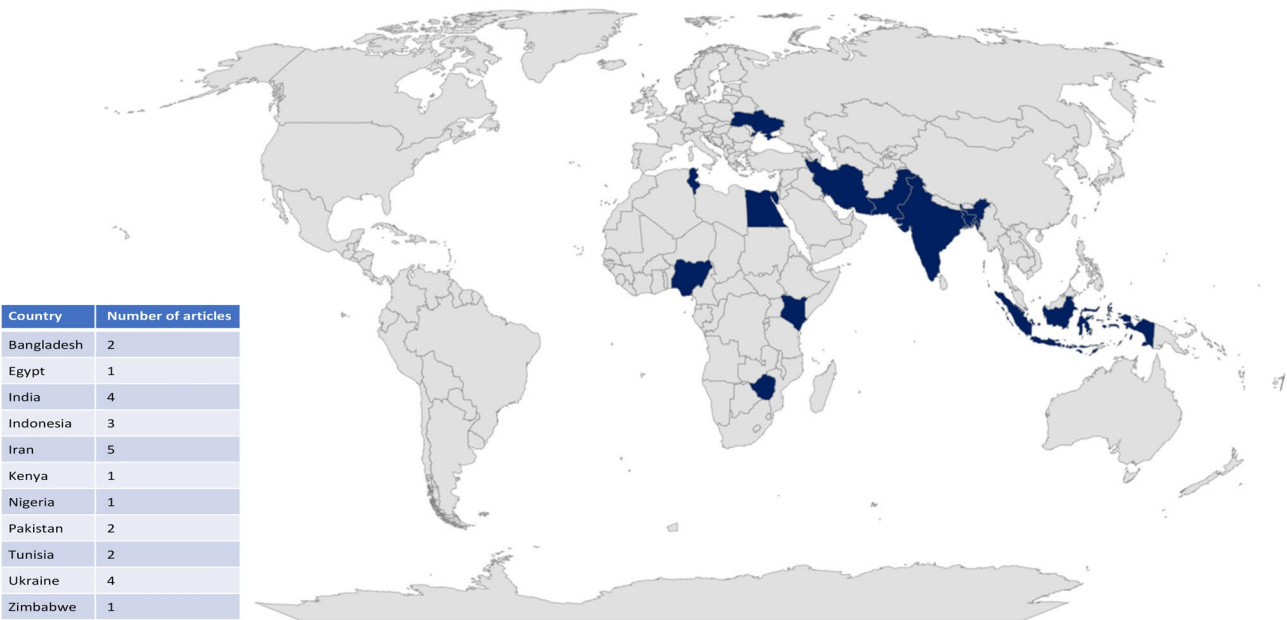 Country Number of articles
Bangladesh 2
Egypt 1
India 4
Indonesia 3
Iran 5
Kenya 1
Nigeria 1
Pakistan 2
Tunisia 2
Ukraine 4
Zimbabwe 1